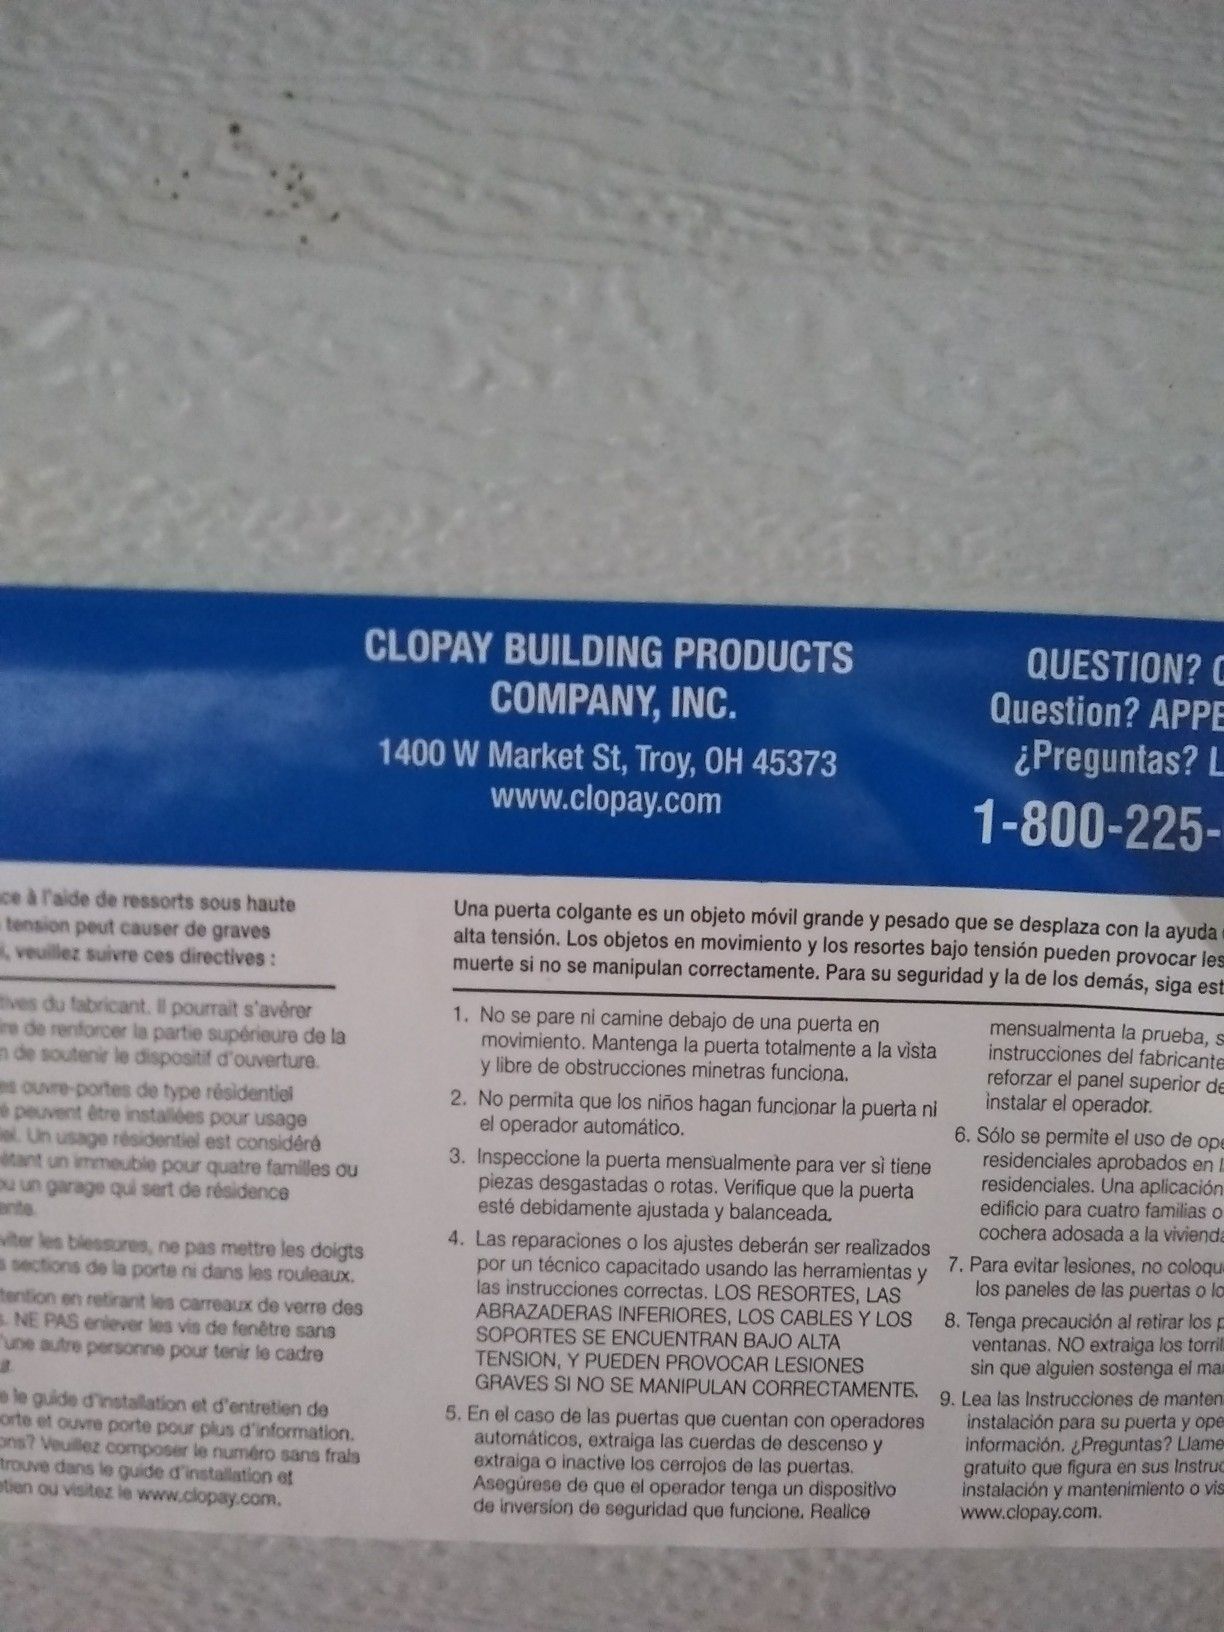 CLOPAY BUILDING PRODUCTS
COMPANY, INC.
1400 W Market St, Troy, OH 45373
www.clopay.com
QUESTION?
Question? APPE
¿Preguntas? L
1-800-225-
ce à l'aide de ressorts sous haute
tension peut causer de graves
, veuillez suivre ces directives :
tives du fabricant. Il pourrait s'avérer
ire de renforcer la partie supérieure de la
n de soutenir le dispositif d'ouverture.
es ouvre-portes de type résidentiel
é peuvent être installées pour usage
iel. Un usage résidentiel est considéré
étant un immeuble pour quatre familles ou
ou un garage qui sert de résidence
ente.
viter les blessures, ne pas mettre les doigts
s sections de la porte ni dans les rouleaux.
tention en retirant les carreaux de verre des
s. NE PAS enlever les vis de fenêtre sans
'une autre personne pour tenir le cadre
it.
e le guide d'installation et d'entretien de
orte et ouvre porte pour plus d'information.
ons? Veuillez composer le numéro sans frais
trouve dans le guide d'installation et
etien ou visitez le www.clopay.com.
Una puerta colgante es un objeto móvil grande y pesado que se desplaza con la ayuda
alta tensión. Los objetos en movimiento y los resortes bajo tensión pueden provocar les
muerte si no se manipulan correctamente. Para su seguridad y la de los demás, siga est
1. No se pare ni camine debajo de una puerta en
movimiento. Mantenga la puerta totalmente a la vista
y libre de obstrucciones minetras funciona.
2. No permita que los niños hagan funcionar la puerta ni
el operador automático.
3. Inspeccione la puerta mensualmente para ver si tiene
piezas desgastadas o rotas. Verifique que la puerta
esté debidamente ajustada y balanceada.
4. Las reparaciones o los ajustes deberán ser realizados
por un técnico capacitado usando las herramientas y
las instrucciones correctas. LOS RESORTES, LAS
ABRAZADERAS INFERIORES, LOS CABLES Y LOS
SOPORTES SE ENCUENTRAN BAJO ALTA
TENSION, Y PUEDEN PROVOCAR LESIONES
GRAVES SI NO SE MANIPULAN CORRECTAMENTE.
5. En el caso de las puertas que cuentan con operadores
automáticos, extraiga las cuerdas de descenso y
extraiga o inactive los cerrojos de las puertas.
Asegúrese de que el operador tenga un dispositivo
de inversion de seguridad que funcione. Realice
mensualmenta la prueba, s
instrucciones del fabricante
reforzar el panel superior de
instalar el operador.
6. Sólo se permite el uso de ope
residenciales aprobados en l
residenciales. Una aplicación
edificio para cuatro familias o
cochera adosada a la vivienda
7. Para evitar lesiones, no coloqu
los paneles de las puertas o lo
8. Tenga precaución al retirar los p
ventanas. NO extraiga los torril
sin que alguien sostenga el ma
9. Lea las Instrucciones de manten
instalación para su puerta y ope
información. ¿Preguntas? Llame
gratuito que figura en sus Instruc
instalación y mantenimiento o vis
www.clopay.com.